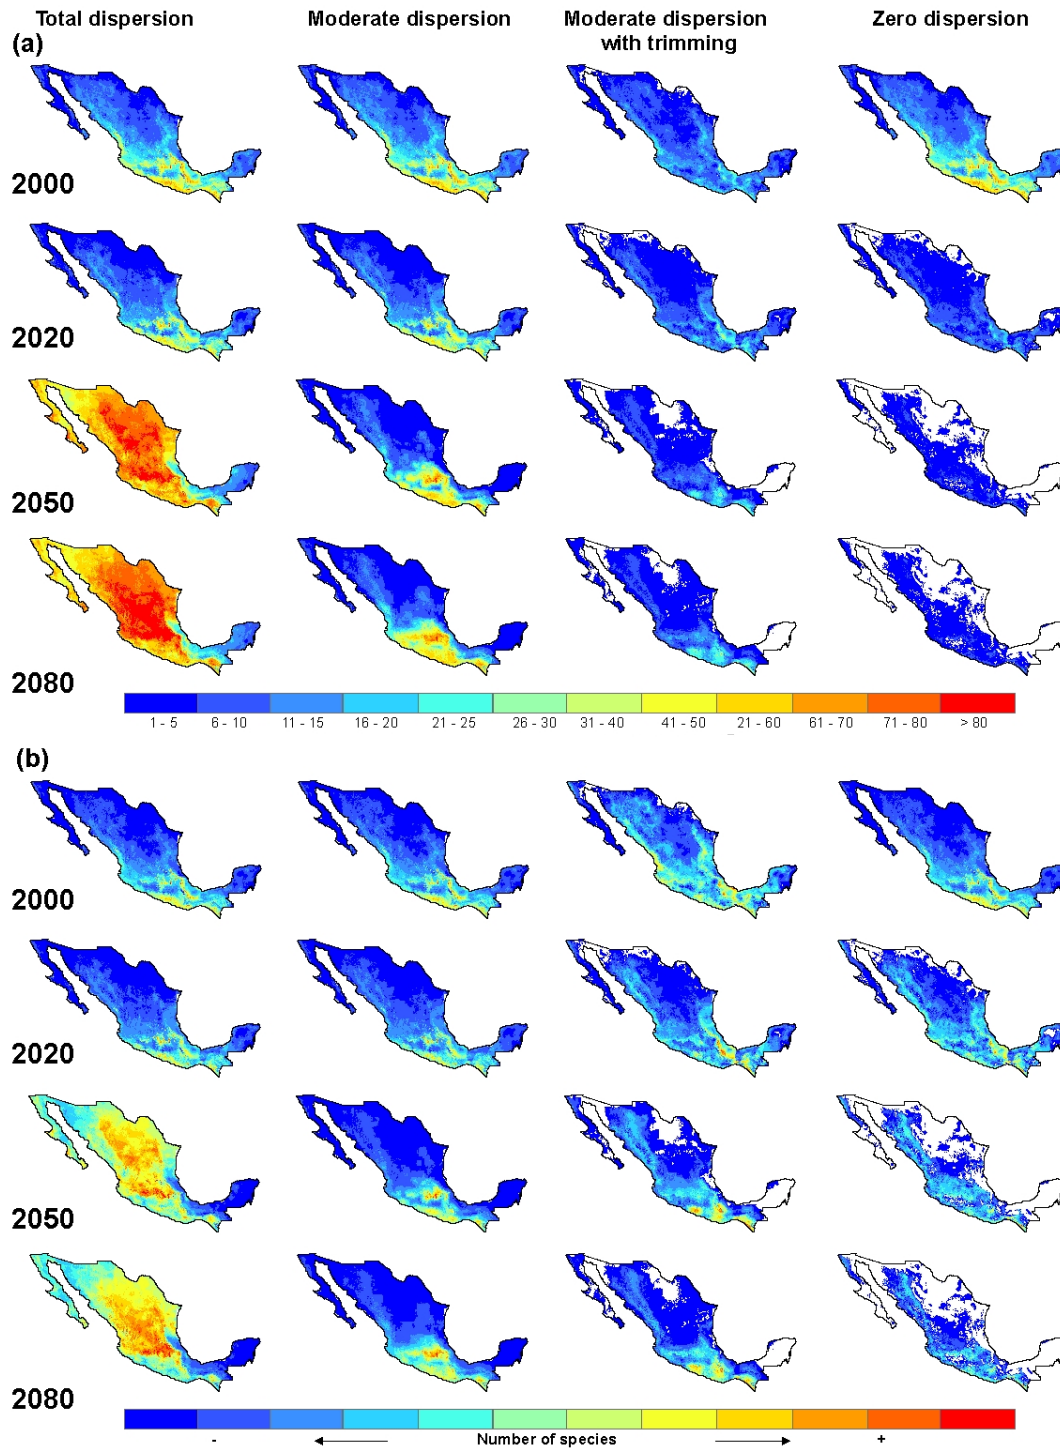 Total dispersion Moderate dispersion Moderate dispersion Zero dispersion
with trimming
(a)
2000
2020
2050
2080
1 - 5 6 - 10 11 - 15 16 - 20 21 - 25 26 - 30 31 - 40 41 - 50 21 - 60 61 - 70 71 - 80 > 80
(b)
2000
2020
2050
2080
- Number of species +